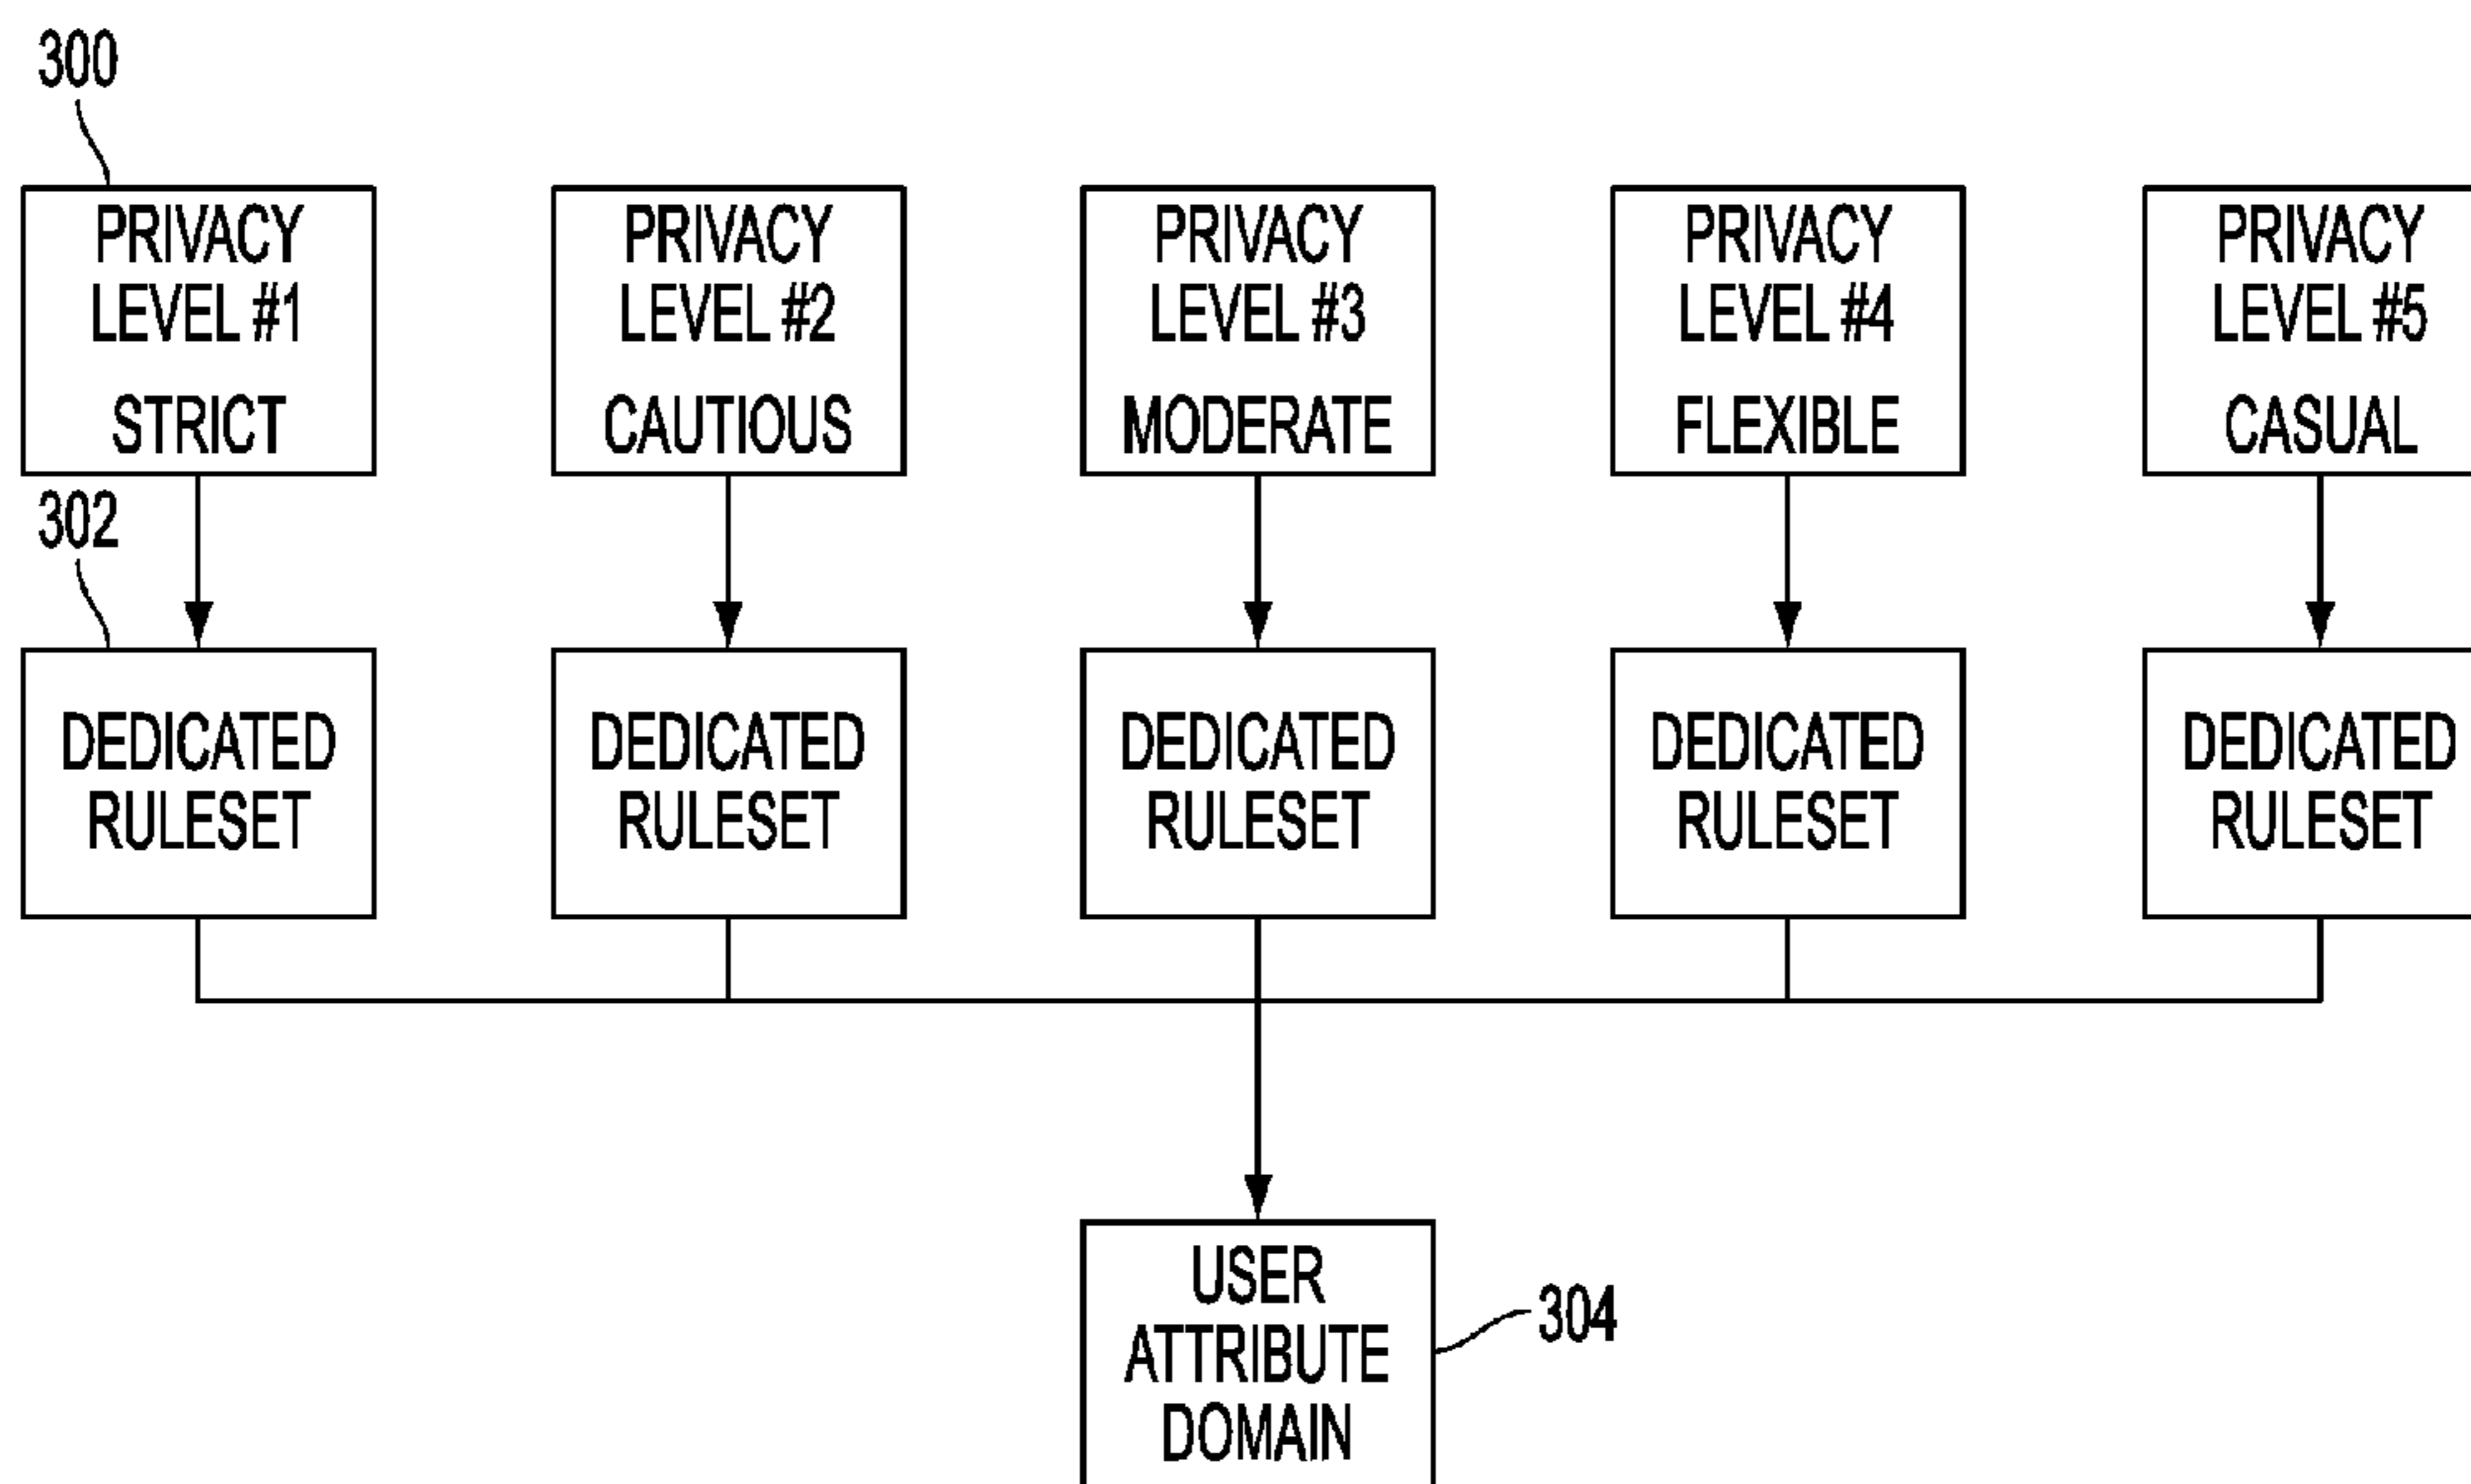 300
PRIVACY
LEVEL #1
STRICT
PRIVACY
LEVEL #2
CAUTIOUS
PRIVACY
LEVEL #3
MODERATE
PRIVACY
LEVEL #4
FLEXIBLE
PRIVACY
LEVEL #5
CASUAL
302
DEDICATED
RULESET
DEDICATED
RULESET
DEDICATED
RULESET
DEDICATED
RULESET
DEDICATED
RULESET
USER
ATTRIBUTE
DOMAIN
304